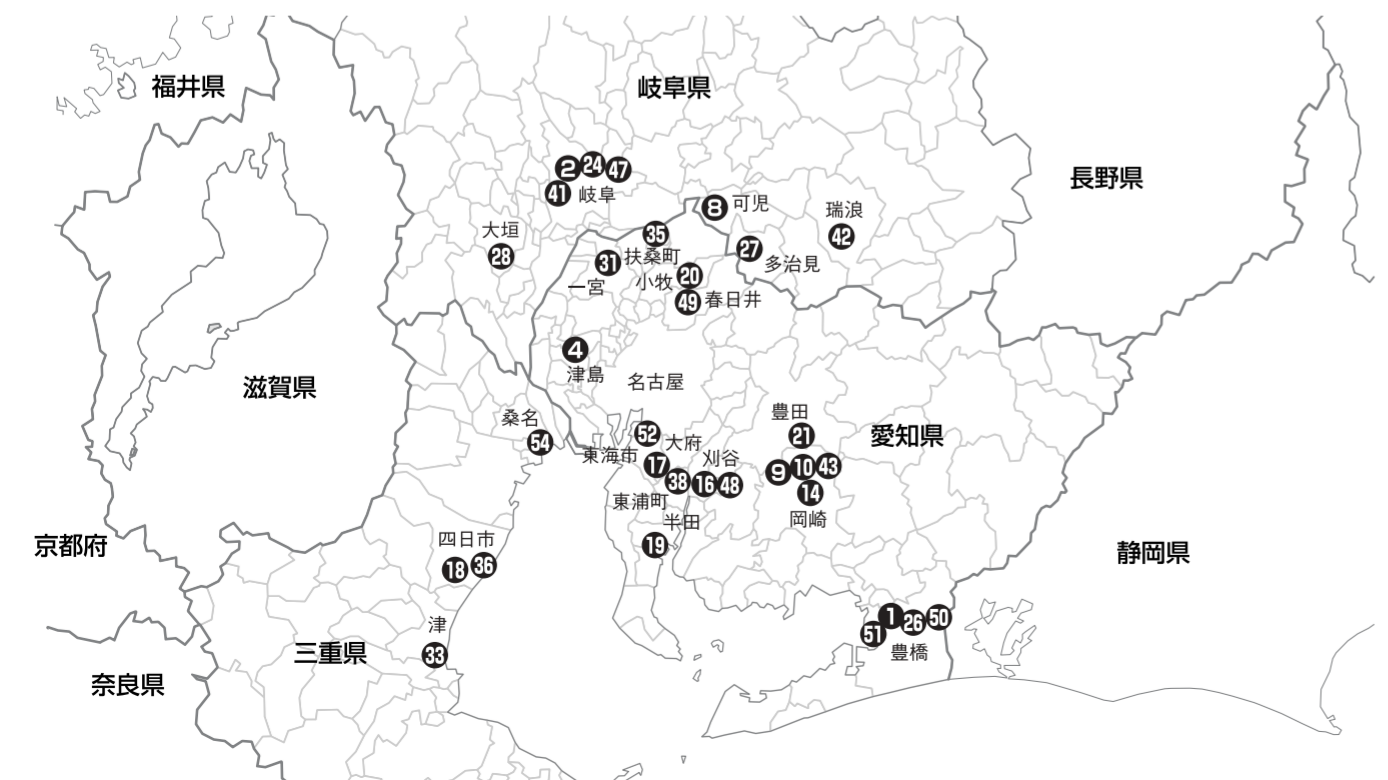 福井県
岐阜県
長野県
2 24 47
41 岐阜
8 可児
瑞浪
42
大垣
28
35
扶桑町
31
一宮
27
多治見
小牧 20
49 春日井
4
津島
名古屋
滋賀県
桑名
54
豊田
21
愛知県
52 大府
東海市 17
刈谷
38 16 48
9 10 43
14
岡崎
東浦町
半田
19
京都府
四日市
18 36
静岡県
津
33
三重県
1 26 50
51
豊橋
奈良県